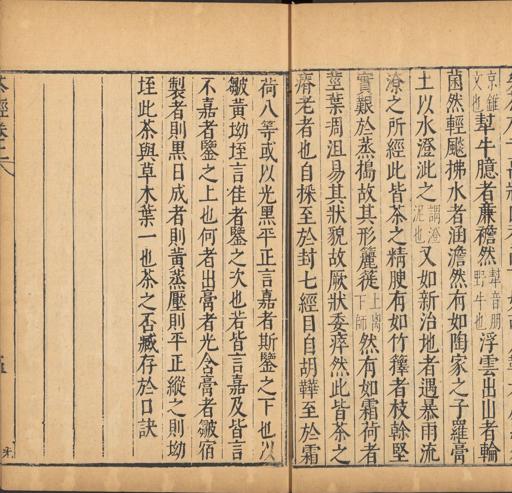 京錐文也犎牛臆者廉襜然犎音朋野牛也浮雲出山者輪
菌然輕飈拂水者涵澹然有如陶家之子羅膏
土以水澄泚之謂澄泥也又如新治地者遇暴雨流
潦之所經此皆茶之精腴有如竹籜者枝幹堅
實艱於蒸搗故其形籭簁上離下師然有如霜荷者
莖葉凋沮易其狀貌故厥狀委瘁然此皆茶之
瘠老者也自採至於封七經目自胡鞾至於霜
荷八等或以光黑平正言嘉者斯鑒之下也以
皺黃坳垤言佳者鑒之次也若皆言嘉及皆言
不嘉者鑒之上也何者出膏者光含膏者皺宿
製者則黑日成者則黃蒸壓則平正縱之則坳
垤此茶與草木葉一也茶之否臧存於口訣
茶經卷上
五